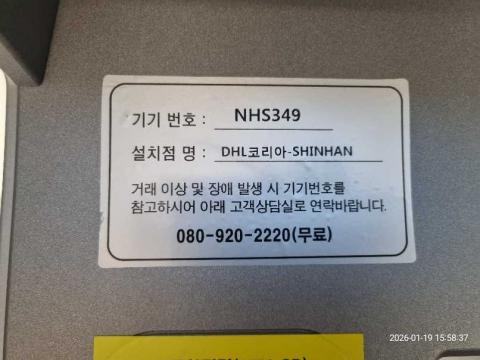 기기 번호 : NHS349
설치점 명 : DHL코리아-SHINHAN
거래 이상 및 장애 발생 시 기기번호를
참고하시어 아래 고객상담실로 연락바랍니다.
080-920-2220(무료)
2026-01-19 15:58:37